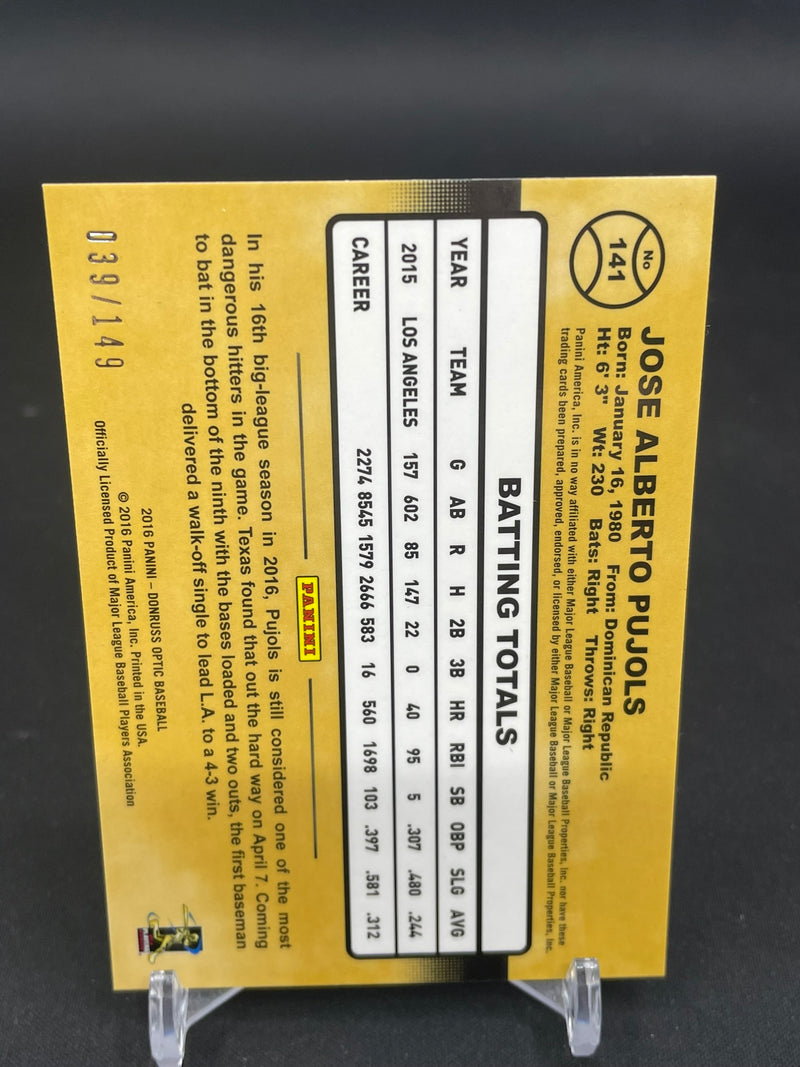 No
141
JOSE ALBERTO PUJOLS
Born: January 16, 1980 From: Dominican Republic
Ht: 6' 3" Wt: 230 Bats: Right Throws: Right
Panini America, Inc. is in no way affiliated with either Major League Baseball or Major League Baseball Properties, Inc. nor have these
trading cards been prepared, approved, endorsed, or licensed by either Major League Baseball or Major League Baseball Properties, Inc.
BATTING TOTALS
YEAR TEAM G AB R H 2B 3B HR RBI SB OBP SLG AVG
2015 LOS ANGELES 157 602 85 147 22 0 40 95 5 .307 .480 .244
CAREER 2274 8545 1579 2666 583 16 560 1698 103 .397 .581 .312
PANINI
In his 16th big-league season in 2016, Pujols is still considered one of the most
dangerous hitters in the game. Texas found that out the hard way on April 7. Coming
to bat in the bottom of the ninth with the bases loaded and two outs, the first baseman
delivered a walk-off single to lead L.A. to a 4-3 win.
2016 PANINI – DONRUSS OPTIC BASEBALL
© 2016 Panini America, Inc. Printed in the USA.
Officially Licensed Product of Major League Baseball Players Association
039/149